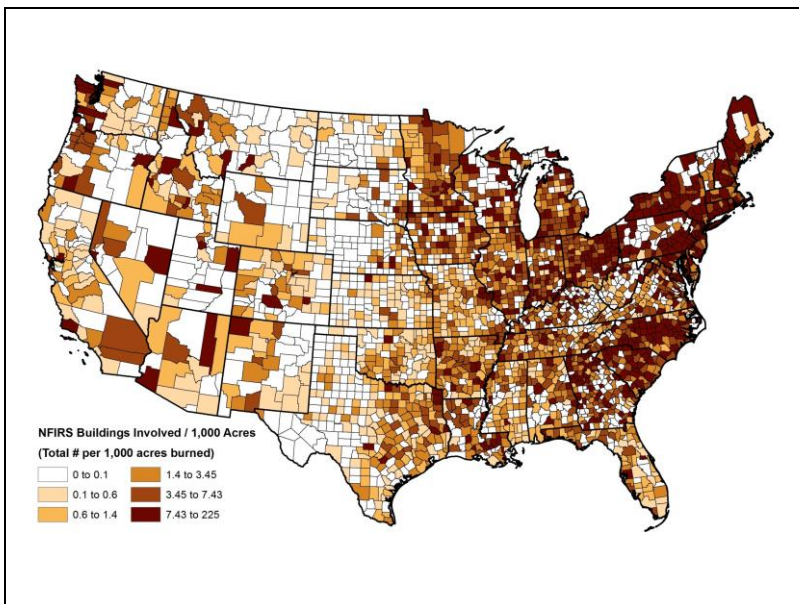 NFIRS Buildings Involved / 1,000 Acres
(Total # per 1,000 acres burned)
0 to 0.1
0.1 to 0.6
0.6 to 1.4
1.4 to 3.45
3.45 to 7.43
7.43 to 225